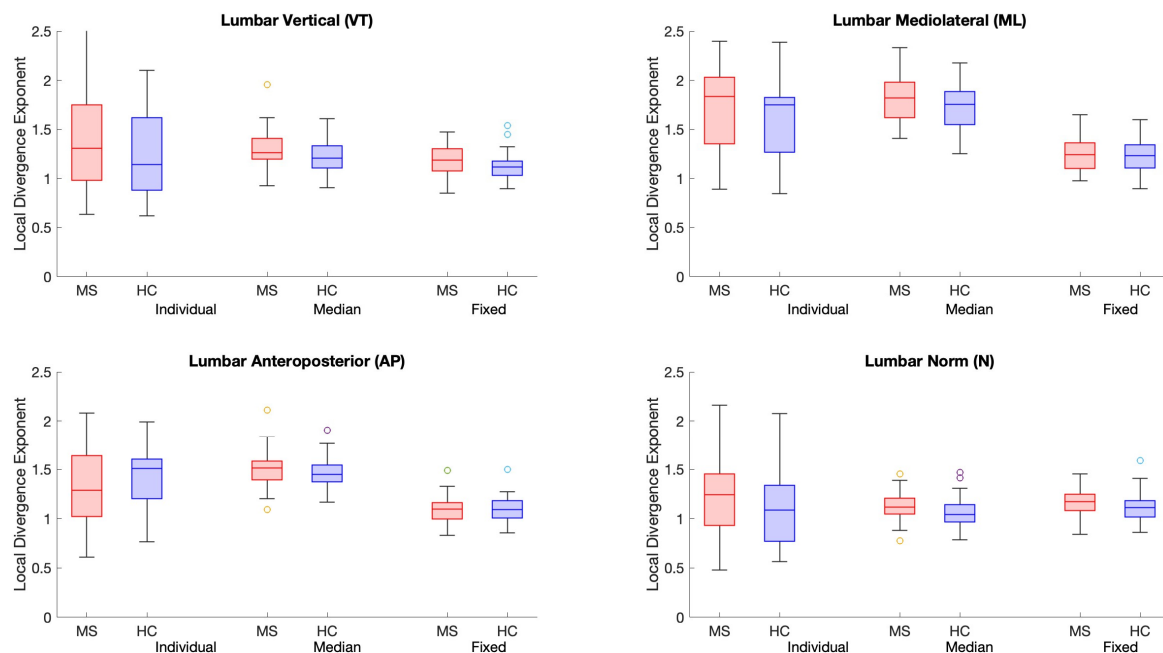 Lumbar Vertical (VT)
Local Divergence Exponent
2.5
2
1.5
1
0.5
0
MS HC MS HC MS HC
Individual Median Fixed
Lumbar Mediolateral (ML)
Local Divergence Exponent
2.5
2
1.5
1
0.5
0
MS HC MS HC MS HC
Individual Median Fixed
Lumbar Anteroposterior (AP)
Local Divergence Exponent
2.5
2
1.5
1
0.5
0
MS HC MS HC MS HC
Individual Median Fixed
Lumbar Norm (N)
Local Divergence Exponent
2.5
2
1.5
1
0.5
0
MS HC MS HC MS HC
Individual Median Fixed